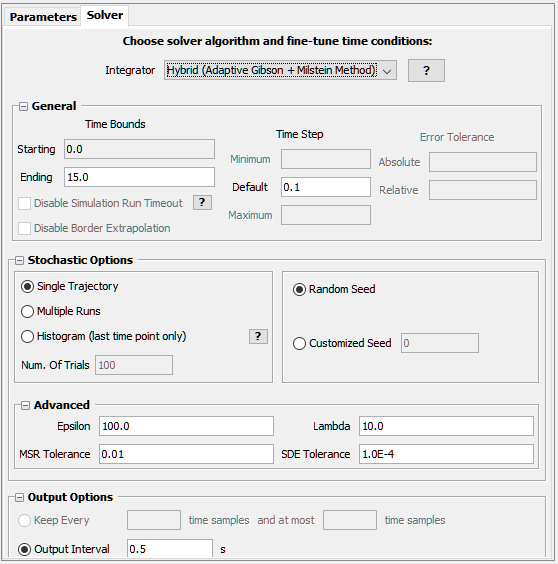 Parameters Solver
Choose solver algorithm and fine-tune time conditions:
Integrator Hybrid (Adaptive Gibson + Milstein Method) ?
General
Time Bounds Time Step Error Tolerance
Starting 0.0 Minimum Absolute
Ending 15.0 Default 0.1 Relative
Disable Simulation Run Timeout ? Maximum
Disable Border Extrapolation
Stochastic Options
Single Trajectory Random Seed
Multiple Runs
Histogram (last time point only) ? Customized Seed 0
Num. Of Trials 100
Advanced
Epsilon 100.0 Lambda 10.0
MSR Tolerance 0.01 SDE Tolerance 1.0E-4
Output Options
Keep Every time samples and at most time samples
Output Interval 0.5 s